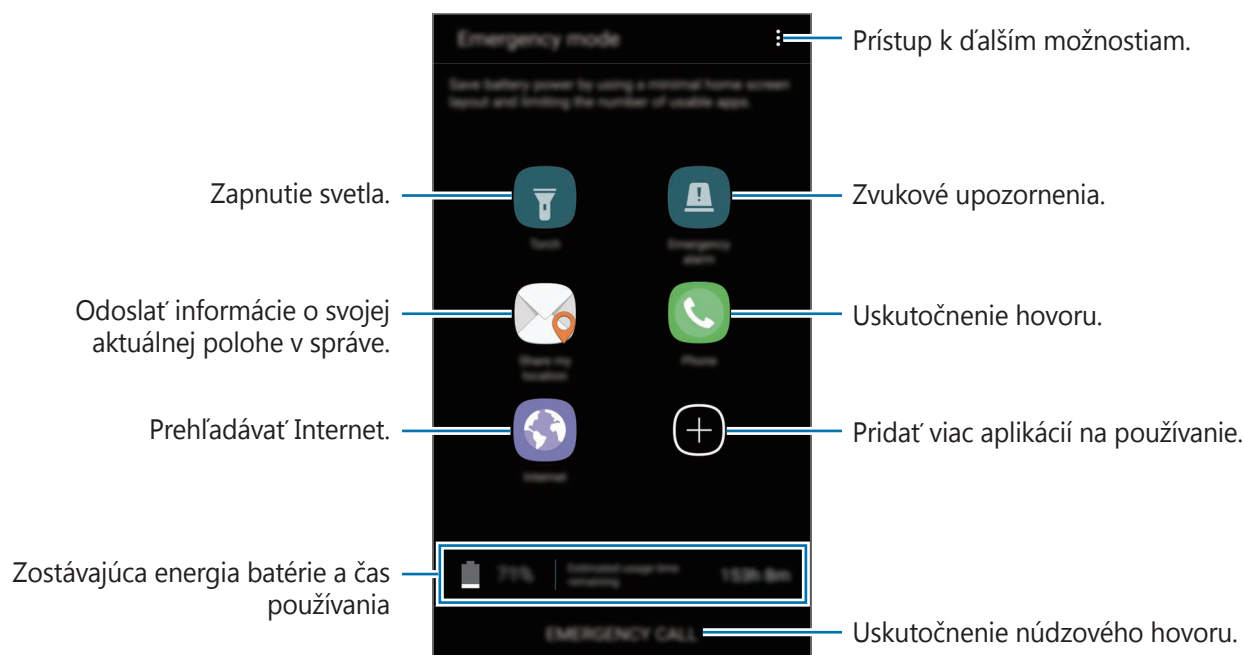 Emergency mode
Prístup k ďalším možnostiam.
Save battery power by using a minimal home screen
layout and limiting the number of usable apps.
Zapnutie svetla.
Zvukové upozornenia.
Torch
Emergency
alarm
Odoslať informácie o svojej
aktuálnej polohe v správe.
Uskutočnenie hovoru.
Share my
location
Phone
Prehľadávať Internet.
Pridať viac aplikácií na používanie.
Internet
Zostávajúca energia batérie a čas
používania
71%
Estimated usage time
remaining
153h 8m
EMERGENCY CALL
Uskutočnenie núdzového hovoru.